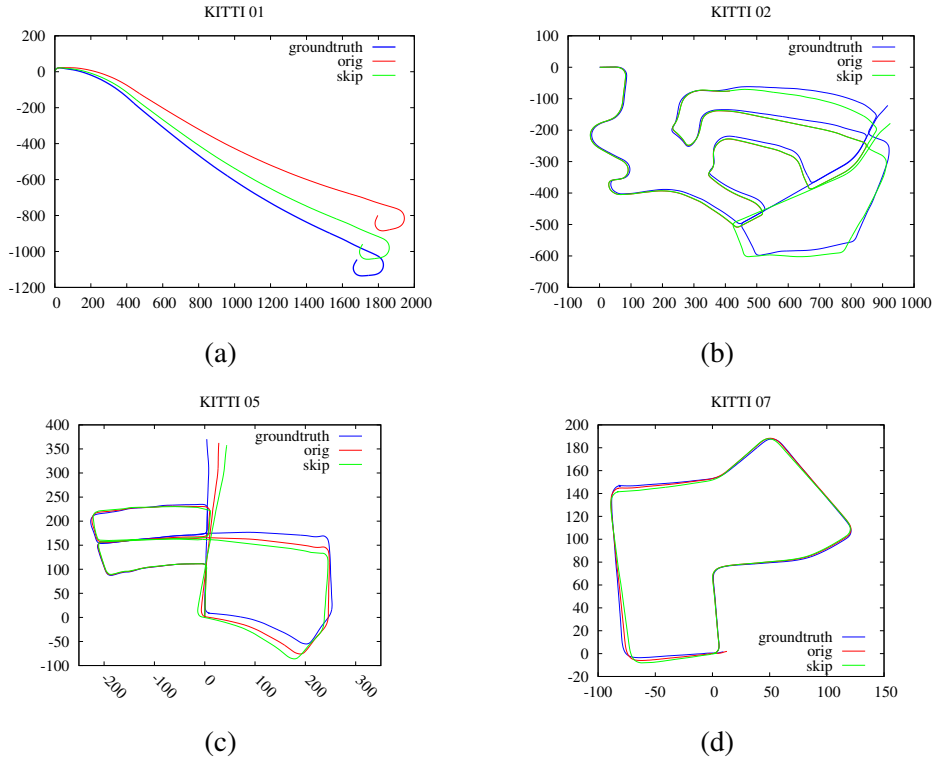 KITTI 01
200
0
-200
-400
-600
-800
-1000
-1200
0 200 400 600 800 1000 1200 1400 1600 1800 2000
groundtruth
orig
skip
(a)
KITTI 02
100
0
-100
-200
-300
-400
-500
-600
-700
-100 0 100 200 300 400 500 600 700 800 900 1000
groundtruth
orig
skip
(b)
KITTI 05
400
350
300
250
200
150
100
50
0
-50
-100
-200 -100 0 100 200 300
groundtruth
orig
skip
(c)
KITTI 07
200
180
160
140
120
100
80
60
40
20
0
-20
-100 -50 0 50 100 150
groundtruth
orig
skip
(d)